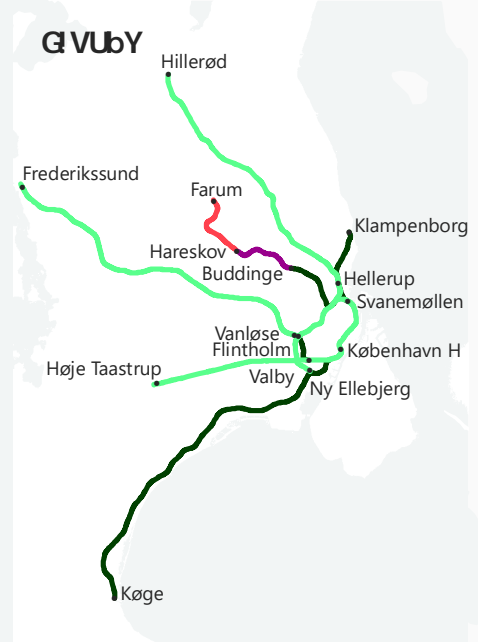 Hillerød
Frederikssund
Farum
Klampenborg
Hareskov
Buddinge
Hellerup
Svanemøllen
Vanløse
Flintholm
København H
Høje Taastrup
Valby
Ny Ellebjerg
Køge